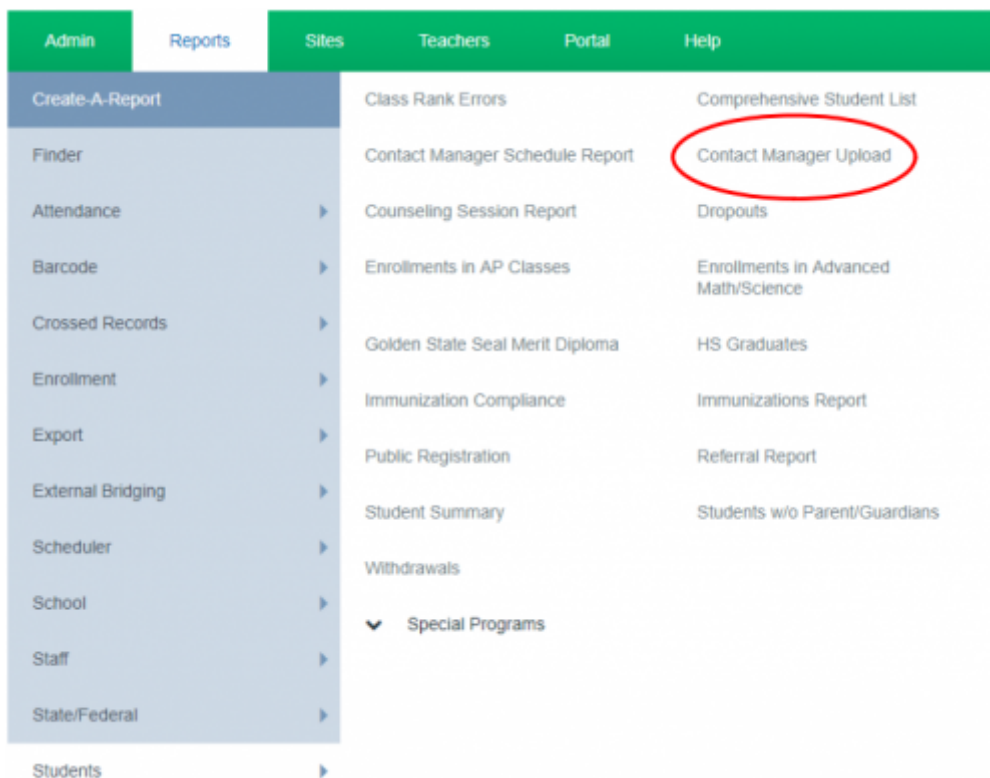 Admin Reports Sites Teachers Portal Help
Create-A-Report
Finder
Attendance
Barcode
Crossed Records
Enrollment
Export
External Bridging
Scheduler
School
Staff
State/Federal
Students
Class Rank Errors Comprehensive Student List
Contact Manager Schedule Report Contact Manager Upload
Counseling Session Report Dropouts
Enrollments in AP Classes Enrollments in Advanced
Math/Science
Golden State Seal Merit Diploma HS Graduates
Immunization Compliance Immunizations Report
Public Registration Referral Report
Student Summary Students w/o Parent/Guardians
Withdrawals
Special Programs